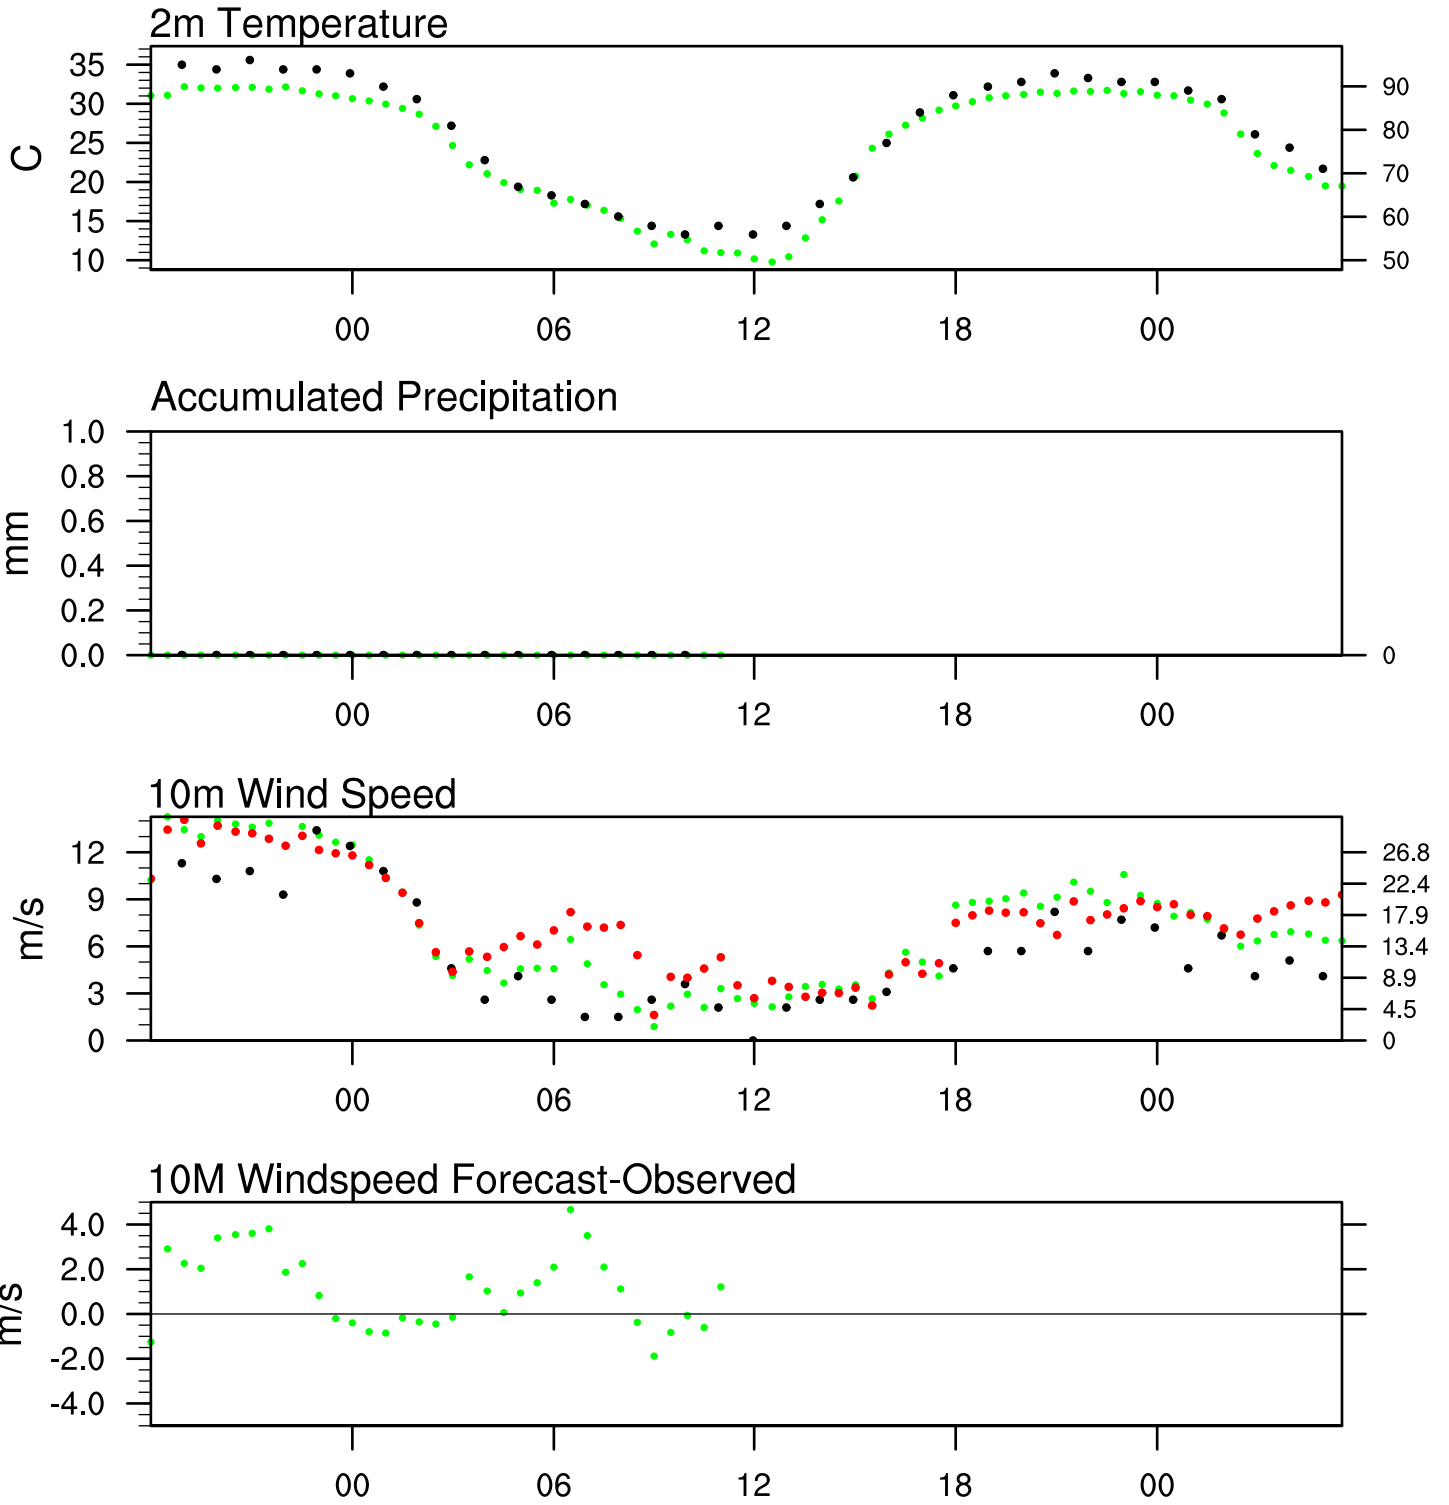 2m Temperature
35
30
25
20
15
10
C
90
80
70
60
50
00 06 12 18 00
Accumulated Precipitation
1.0
0.8
0.6
0.4
0.2
0.0
mm
0
00 06 12 18 00
10m Wind Speed
12
9
6
3
0
m/s
26.8
22.4
17.9
13.4
8.9
4.5
0
00 06 12 18 00
10M Windspeed Forecast-Observed
4.0
2.0
0.0
-2.0
-4.0
m/s
00 06 12 18 00